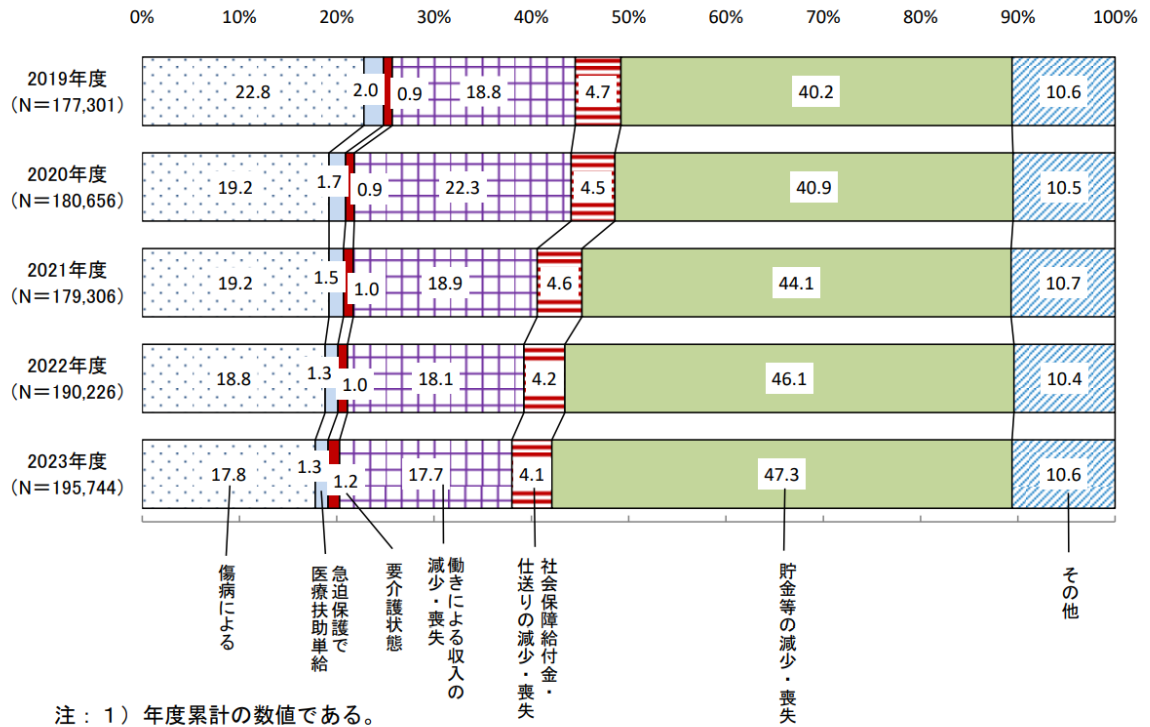 0% 10% 20% 30% 40% 50% 60% 70% 80% 90% 100%
2019年度
（N＝177,301）
22.8 2.0 0.9 18.8 4.7 40.2 10.6
2020年度
（N＝180,656）
19.2 1.7 0.9 22.3 4.5 40.9 10.5
2021年度
（N＝179,306）
19.2 1.5 1.0 18.9 4.6 44.1 10.7
2022年度
（N＝190,226）
18.8 1.3 1.0 18.1 4.2 46.1 10.4
2023年度
（N＝195,744）
17.8 1.3 1.2 17.7 4.1 47.3 10.6
傷病による
急迫保護で
医療扶助単給
要介護状態
働きによる収入の
減少・喪失
社会保障給付金・
仕送りの減少・喪失
貯金等の減少・喪失
その他
注：１）年度累計の数値である。